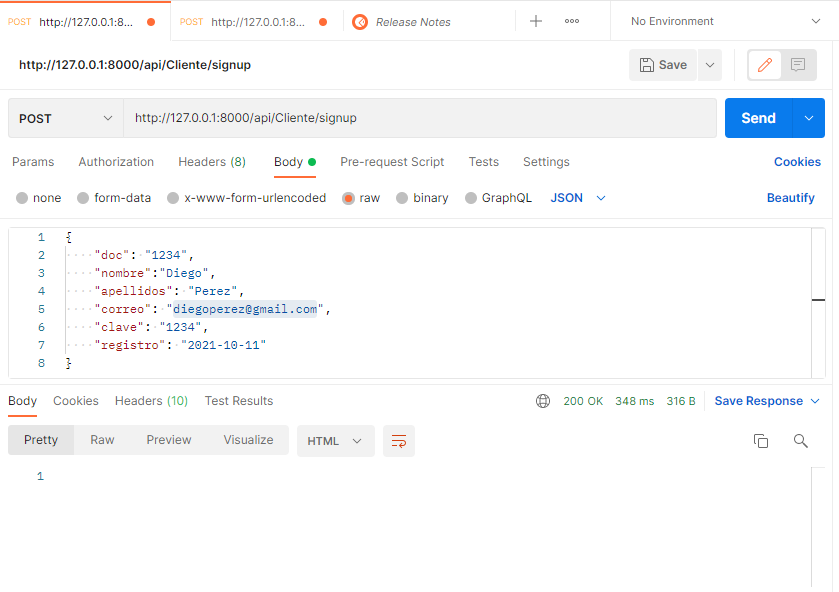 POST http://127.0.0.1:8... POST http://127.0.0.1:8... Release Notes No Environment
http://127.0.0.1:8000/api/Cliente/signup Save
POST http://127.0.0.1:8000/api/Cliente/signup Send
Params Authorization Headers (8) Body Pre-request Script Tests Settings Cookies
none form-data x-www-form-urlencoded raw binary GraphQL JSON Beautify
1 {
2 "doc": "1234",
3 "nombre":"Diego",
4 "apellidos": "Perez",
5 "correo": "diegoperez@gmail.com",
6 "clave": "1234",
7 "registro": "2021-10-11"
8 }
Body Cookies Headers (10) Test Results 200 OK 348 ms 316 B Save Response
Pretty Raw Preview Visualize HTML
1